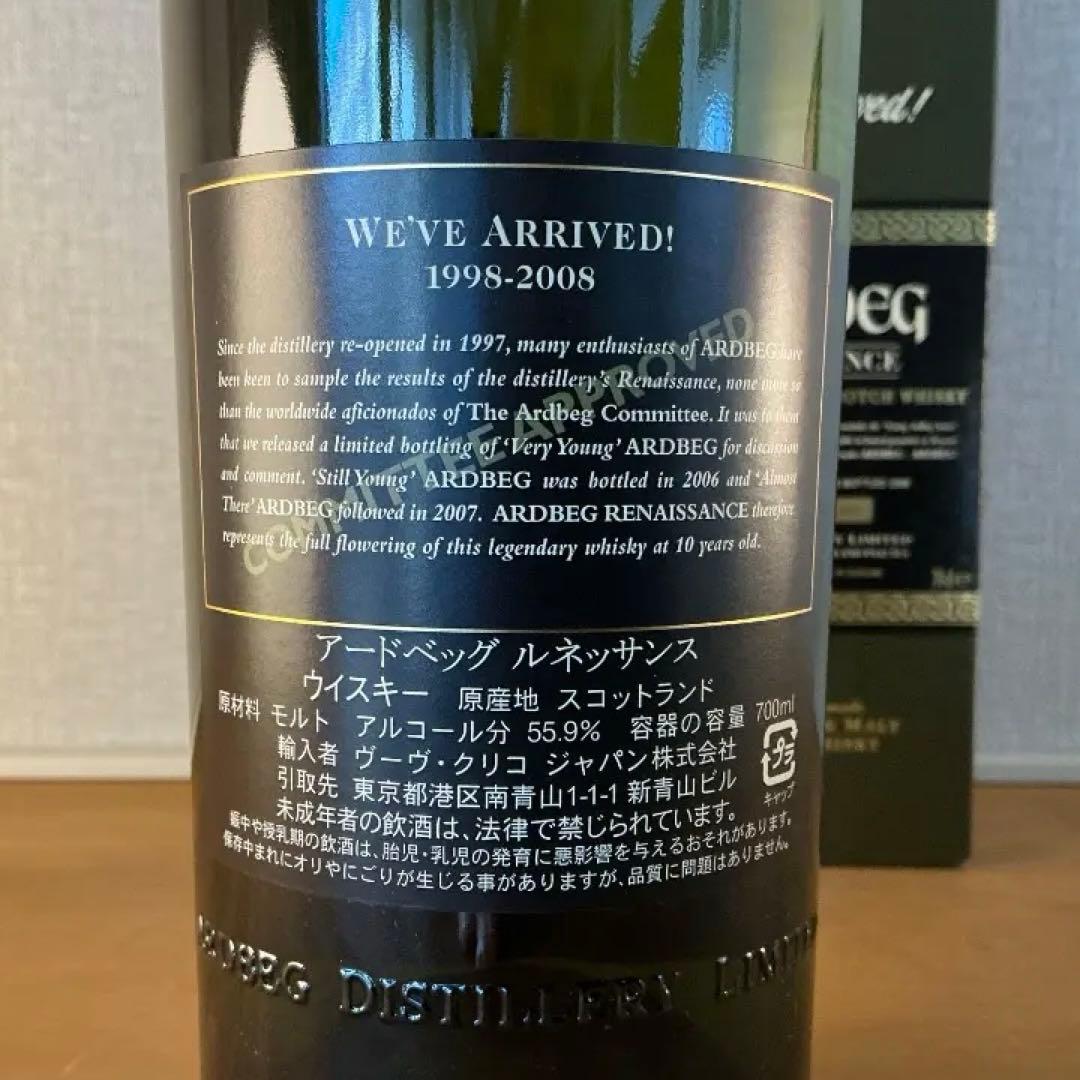 WE'VE ARRIVED!
1998-2008
Since the distillery re-opened in 1997, many enthusiasts of ARDBEG have
been keen to sample the results of the distillery's Renaissance, none more so
than the worldwide aficionados of The Ardbeg Committee. It was to them
that we released a limited bottling of 'Very Young' ARDBEG for discussion
and comment. 'Still Young' ARDBEG was bottled in 2006 and 'Almost
There' ARDBEG followed in 2007. ARDBEG RENAISSANCE therefore
represents the full flowering of this legendary whisky at 10 years old.
COMMITTEE APPROVED
アードベッグ ルネッサンス
ウイスキー 原産地 スコットランド
原材料 モルト アルコール分 55.9% 容器の容量 700ml
輸入者 ヴーヴ・クリコ ジャパン株式会社
引取先 東京都港区南青山1-1-1 新青山ビル
プラ
キャップ
未成年者の飲酒は、法律で禁じられています。
娠中や授乳期の飲酒は、胎児・乳児の発育に悪影響を与えるおそれがあります。
保存中まれにオリやにごりが生じる事がありますが、品質に問題はありません。
ARDBEG DISTILLERY LIMITED
ved!
BEG
NCE
OTCH WHISKY
LIMITED
MALT